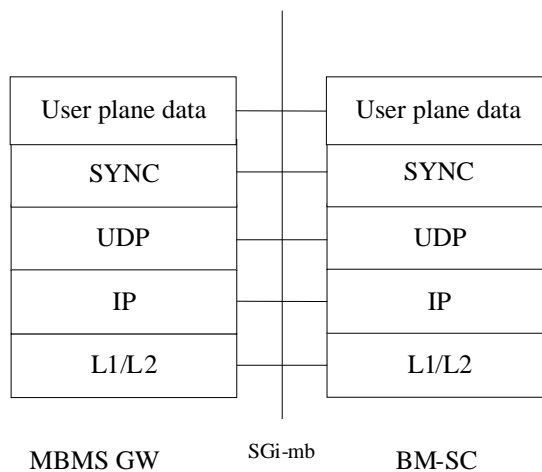 User plane data User plane data
SYNC SYNC
UDP UDP
IP IP
L1/L2 L1/L2
MBMS GW SGi-mb BM-SC